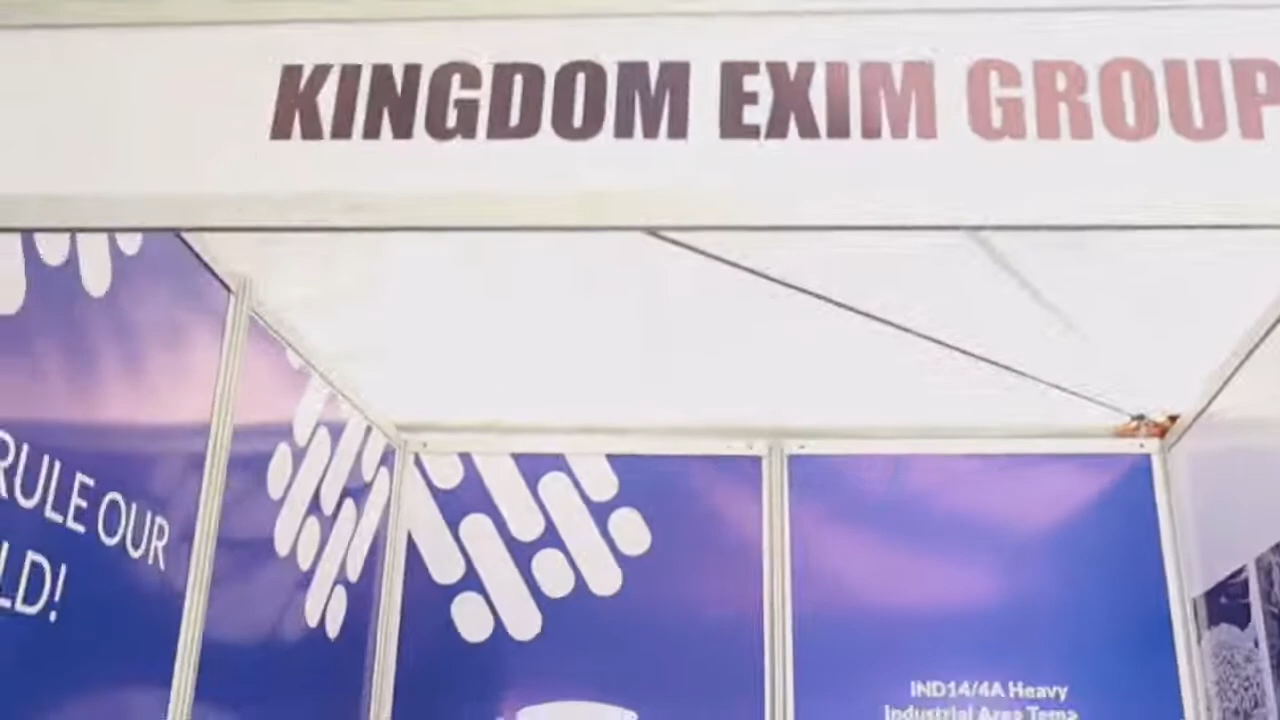 KINGDOM EXIM GROUP
RULE OUR
LD!
IND14/4A Heavy
Industrial Area Tema